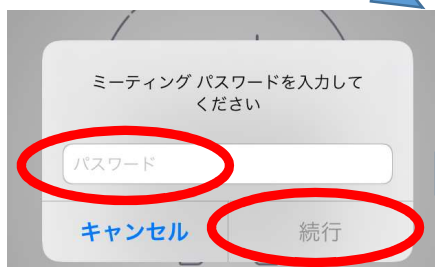 ミーティング パスワードを入力して
ください
パスワード
キャンセル
続行